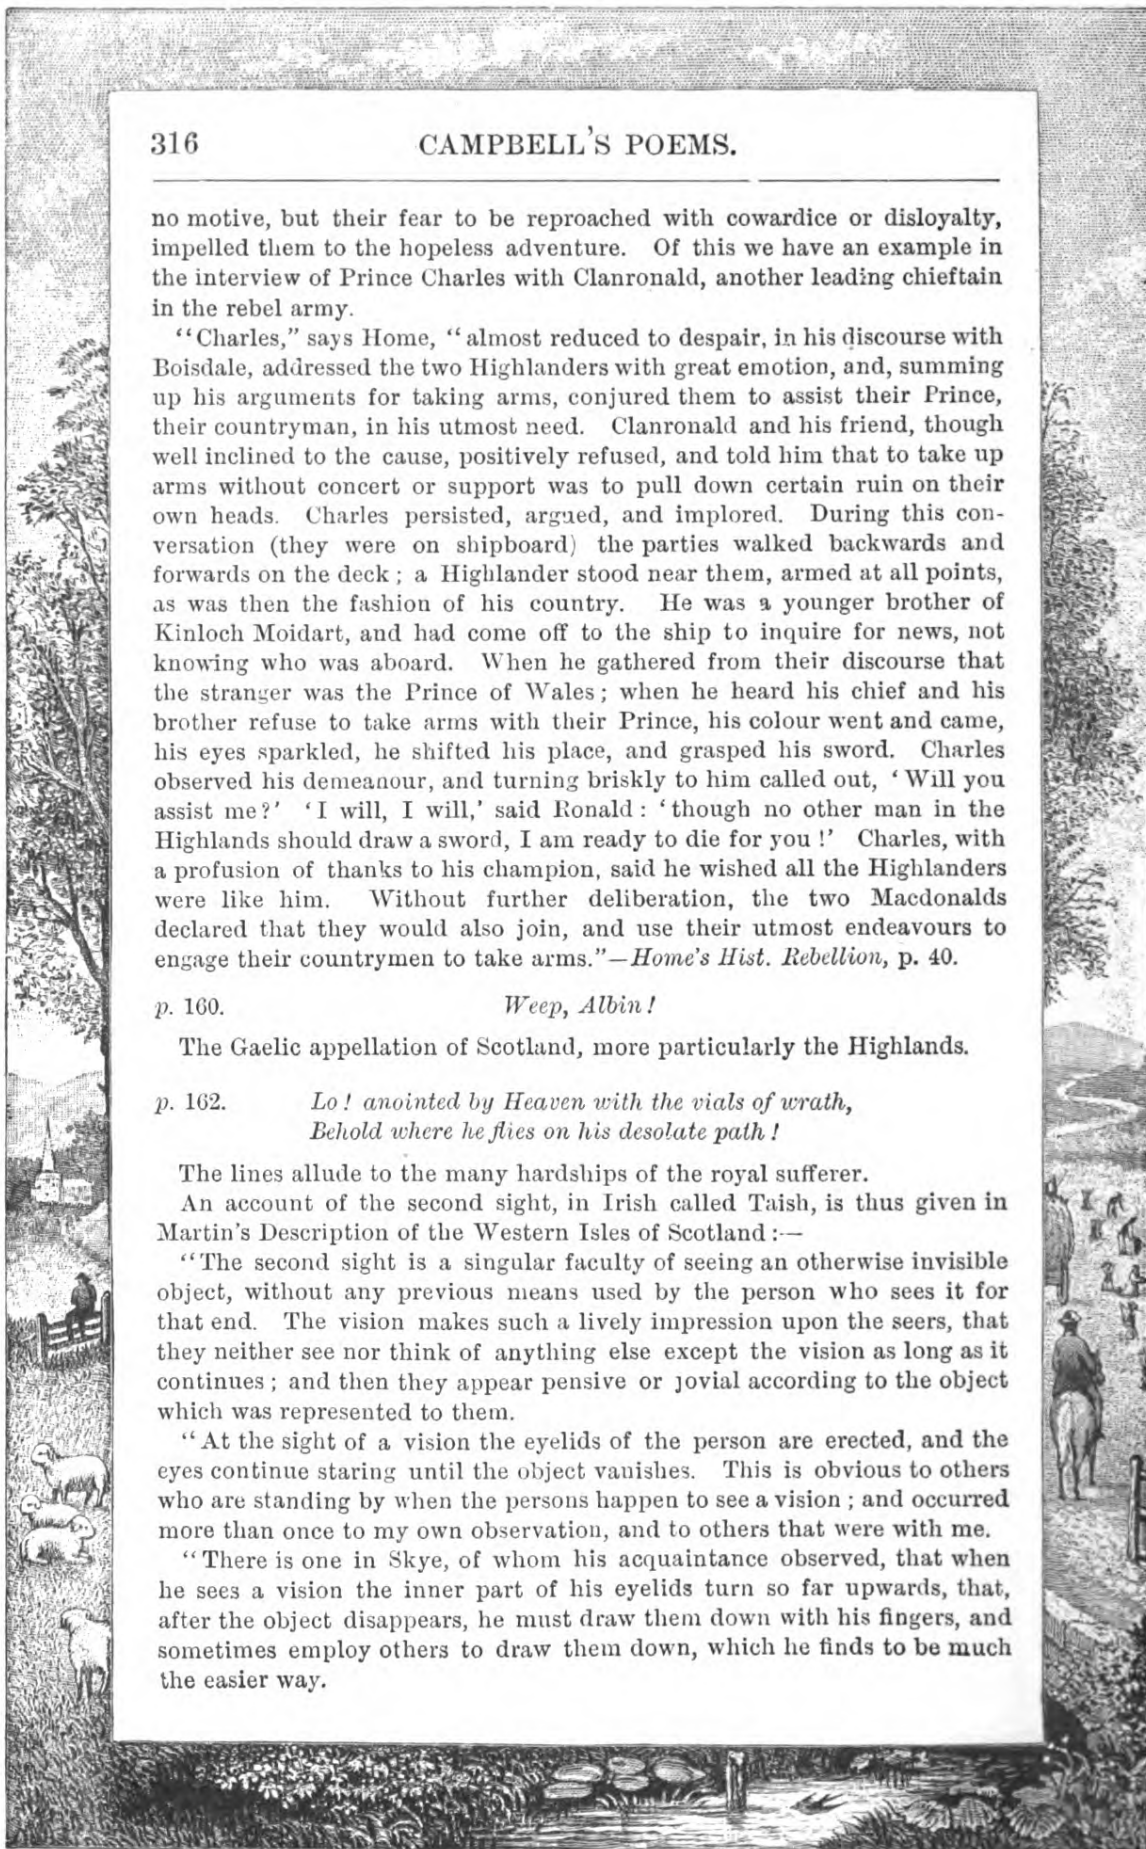 316 CAMPBELL'S POEMS.
no motive, but their fear to be reproached with cowardice or disloyalty,
impelled them to the hopeless adventure. Of this we have an example in
the interview of Prince Charles with Clanronald, another leading chieftain
in the rebel army.
"Charles," says Home, "almost reduced to despair, in his discourse with
Boisdale, addressed the two Highlanders with great emotion, and, summing
up his arguments for taking arms, conjured them to assist their Prince,
their countryman, in his utmost need. Clanronald and his friend, though
well inclined to the cause, positively refused, and told him that to take up
arms without concert or support was to pull down certain ruin on their
own heads. Charles persisted, argued, and implored. During this con-
versation (they were on shipboard) the parties walked backwards and
forwards on the deck; a Highlander stood near them, armed at all points,
as was then the fashion of his country. He was a younger brother of
Kinloch Moidart, and had come off to the ship to inquire for news, not
knowing who was aboard. When he gathered from their discourse that
the stranger was the Prince of Wales; when he heard his chief and his
brother refuse to take arms with their Prince, his colour went and came,
his eyes sparkled, he shifted his place, and grasped his sword. Charles
observed his demeanour, and turning briskly to him called out, 'Will you
assist me?' 'I will, I will,' said Ronald: 'though no other man in the
Highlands should draw a sword, I am ready to die for you!' Charles, with
a profusion of thanks to his champion, said he wished all the Highlanders
were like him. Without further deliberation, the two Macdonalds
declared that they would also join, and use their utmost endeavours to
engage their countrymen to take arms."—Home's Hist. Rebellion, p. 40.
p. 160. Weep, Albin!
The Gaelic appellation of Scotland, more particularly the Highlands.
p. 162. Lo! anointed by Heaven with the vials of wrath,
Behold where he flies on his desolate path!
The lines allude to the many hardships of the royal sufferer.
An account of the second sight, in Irish called Taish, is thus given in
Martin's Description of the Western Isles of Scotland:—
"The second sight is a singular faculty of seeing an otherwise invisible
object, without any previous means used by the person who sees it for
that end. The vision makes such a lively impression upon the seers, that
they neither see nor think of anything else except the vision as long as it
continues; and then they appear pensive or jovial according to the object
which was represented to them.
"At the sight of a vision the eyelids of the person are erected, and the
eyes continue staring until the object vanishes. This is obvious to others
who are standing by when the persons happen to see a vision; and occurred
more than once to my own observation, and to others that were with me.
"There is one in Skye, of whom his acquaintance observed, that when
he sees a vision the inner part of his eyelids turn so far upwards, that,
after the object disappears, he must draw them down with his fingers, and
sometimes employ others to draw them down, which he finds to be much
the easier way.